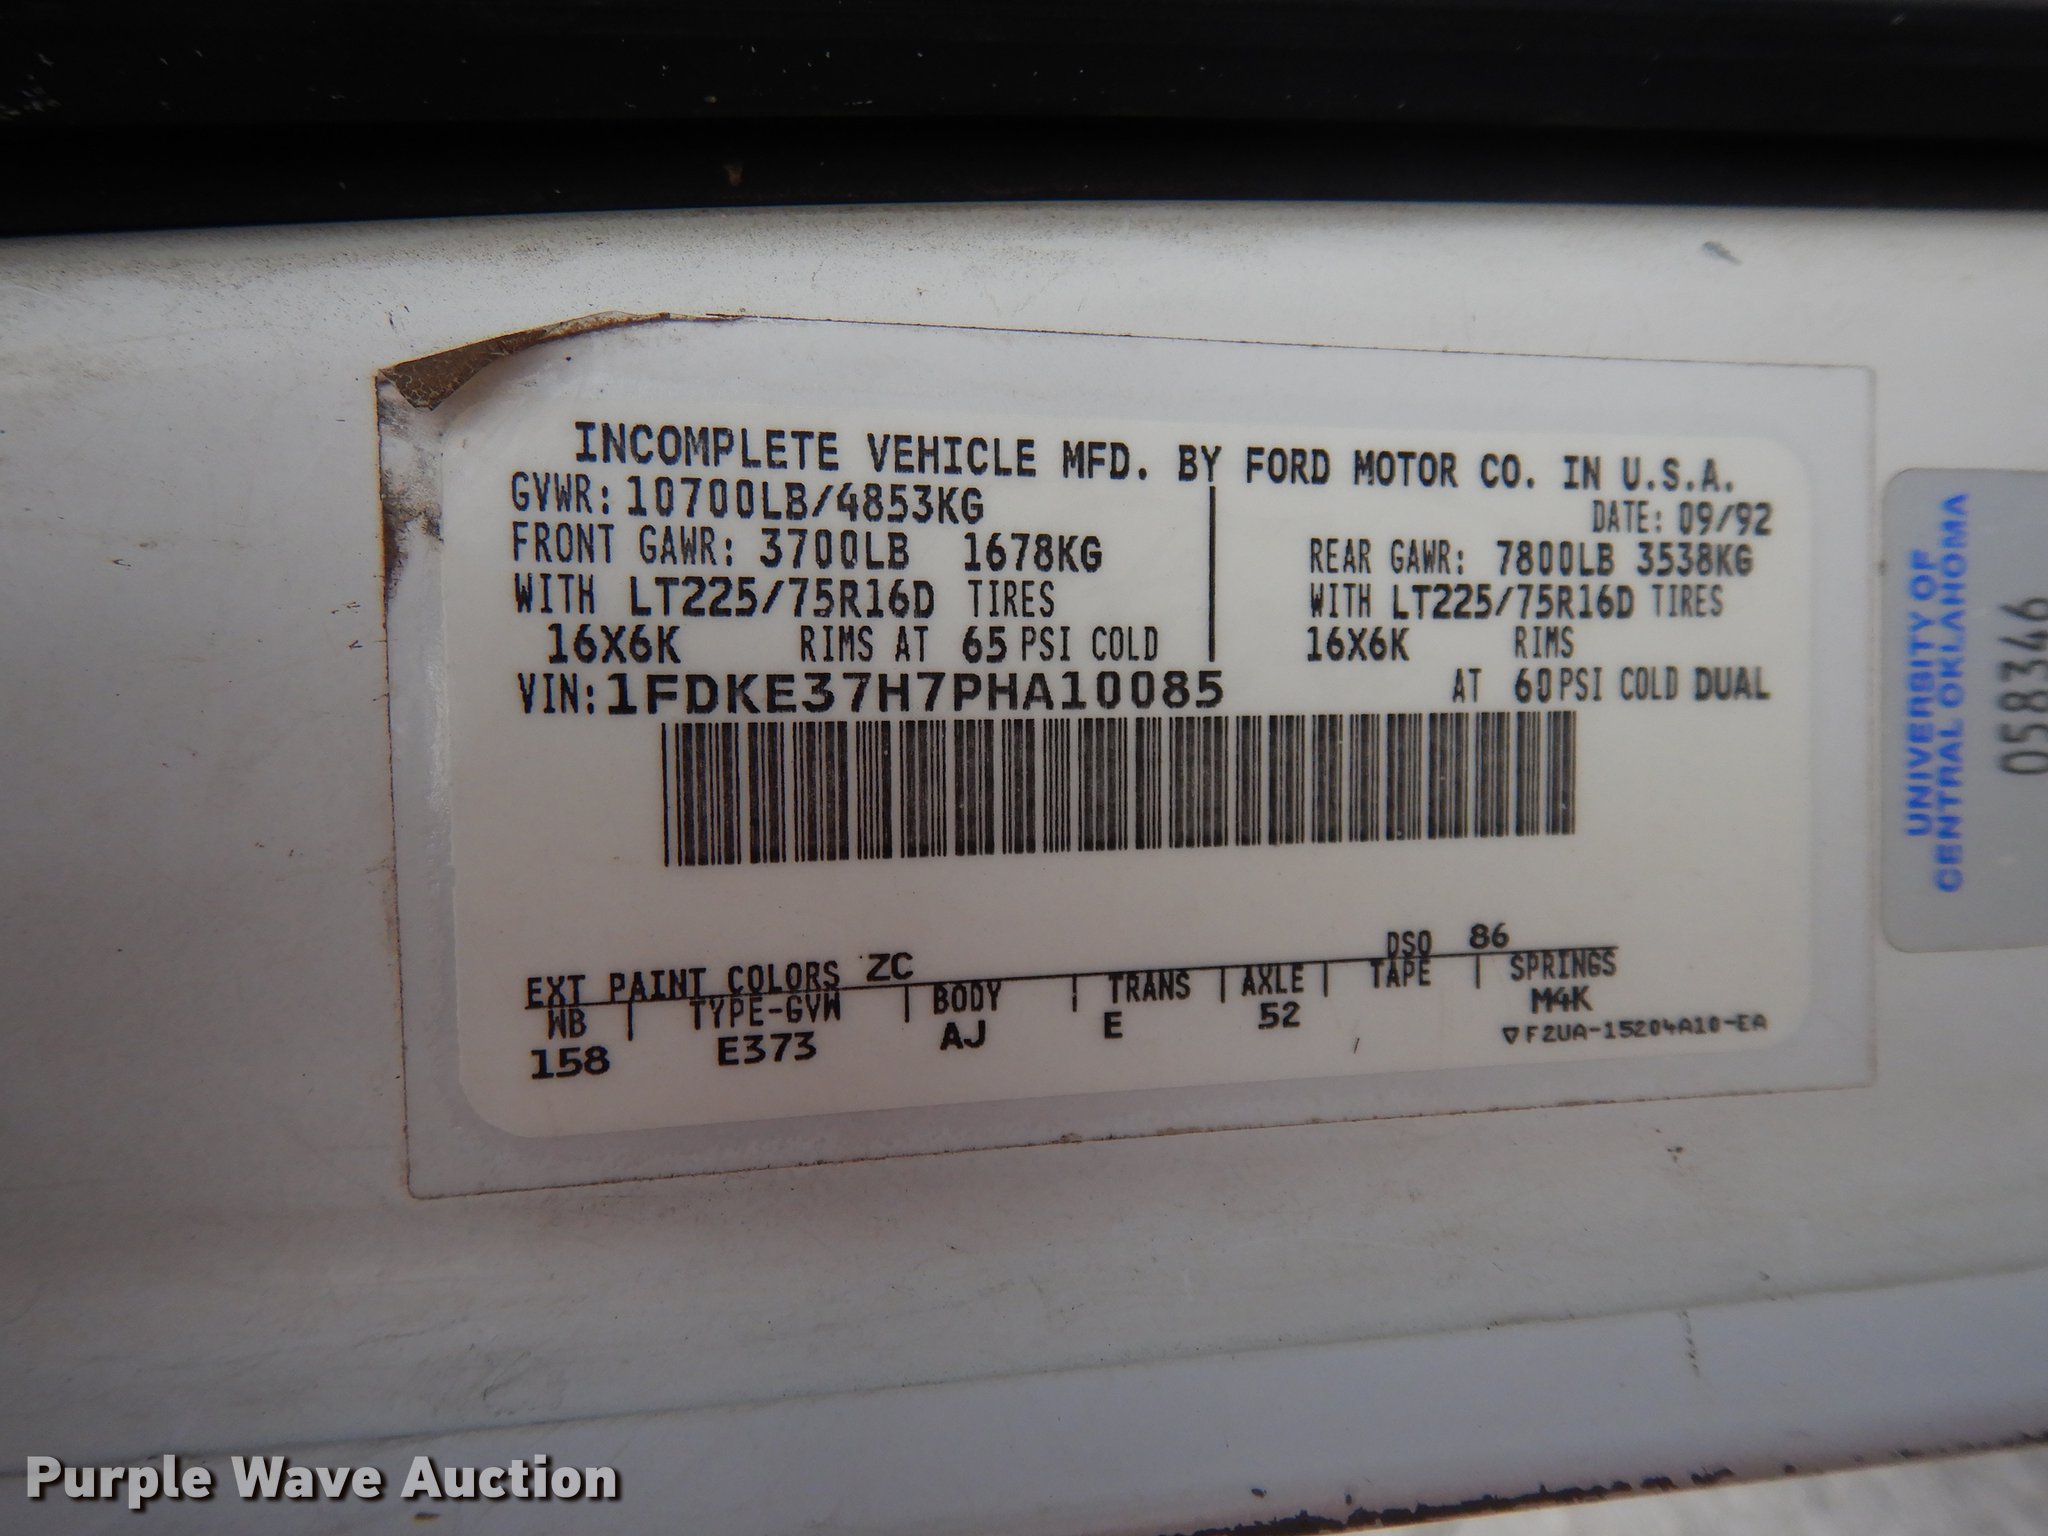 INCOMPLETE VEHICLE MFD. BY FORD MOTOR CO. IN U.S.A.
GVWR: 10700LB/4853KG
DATE: 09/92
FRONT GAWR: 3700LB 1678KG
REAR GAWR: 7800LB 3538KG
WITH LT225/75R16D TIRES
WITH LT225/75R16D TIRES
16X6K RIMS AT 65 PSI COLD
16X6K RIMS
VIN: 1FDKE37H7PHA10085
AT 60 PSI COLD DUAL
DSO 86
EXT PAINT COLORS ZC
WB | TYPE-GVW | BODY | TRANS | AXLE | TAPE | SPRINGS
158 E373 AJ E 52 M4K
▽F2UA-15204A10-EA
UNIVERSITY OF
CENTRAL OKLAHOMA
058346
Purple Wave Auction